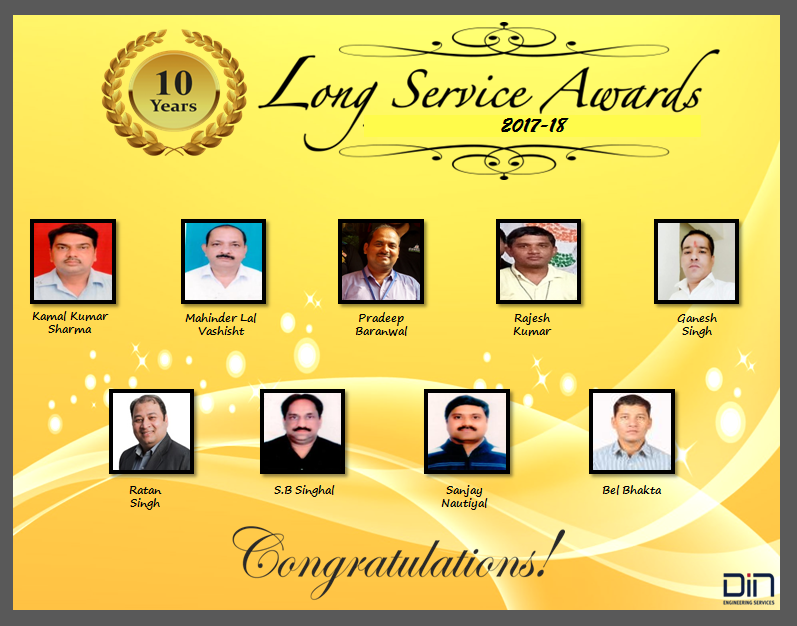 10
Years
Long Service Awards
2017-18
Kamal Kumar
Sharma
Mahinder Lal
Vashisht
Pradeep
Baranwal
Rajesh
Kumar
Ganesh
Singh
Ratan
Singh
S.B Singhal
Sanjay
Nautiyal
Bel Bhakta
Congratulations!
Din
ENGINEERING SERVICES